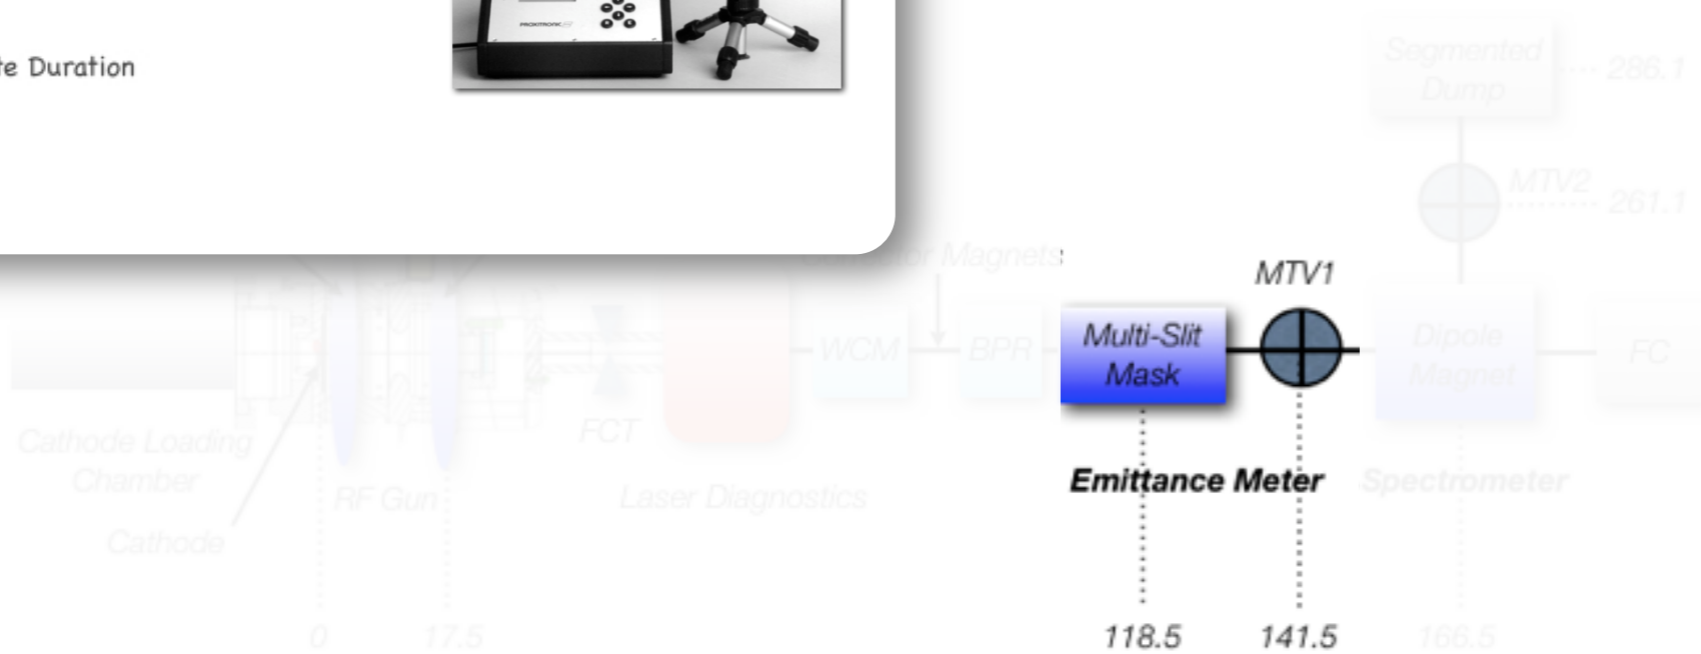 te Duration
PROXITRONIC
Segmented
Dump
286.1
MTV2
261.1
or Magnets
MTV1
WCM
BPR
Multi-Slit
Mask
Dipole
Magnet
FC
FCT
Cathode Loading
Chamber
RF Gun
Laser Diagnostics
Emittance Meter
Spectrometer
Cathode
0
17.5
118.5
141.5
166.5